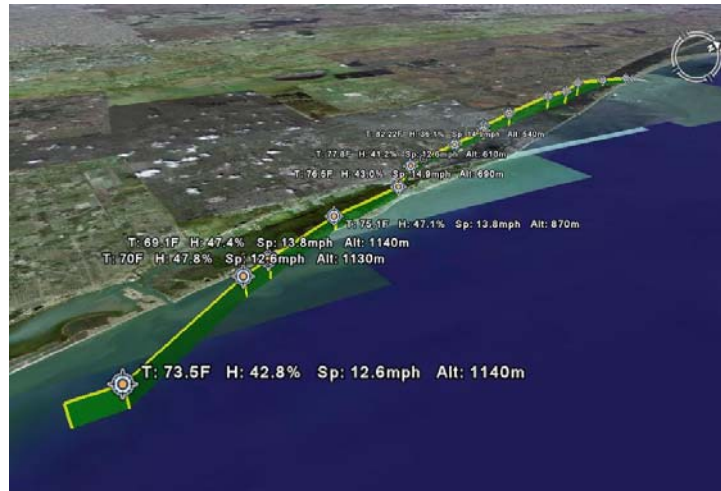 T: 82.22F H: 36.1% Sp: 14.9mph Alt: 540m
T: 77.8F H: 41.2% Sp: 12.6mph Alt: 610m
T: 76.5F H: 43.0% Sp: 14.9mph Alt: 690m
T: 75.1F H: 47.1% Sp: 13.8mph Alt: 870m
T: 69.1F H: 47.4% Sp: 13.8mph Alt: 1140m
T: 70F H: 47.8% Sp: 12.6mph Alt: 1130m
T: 73.5F H: 42.8% Sp: 12.6mph Alt: 1140m